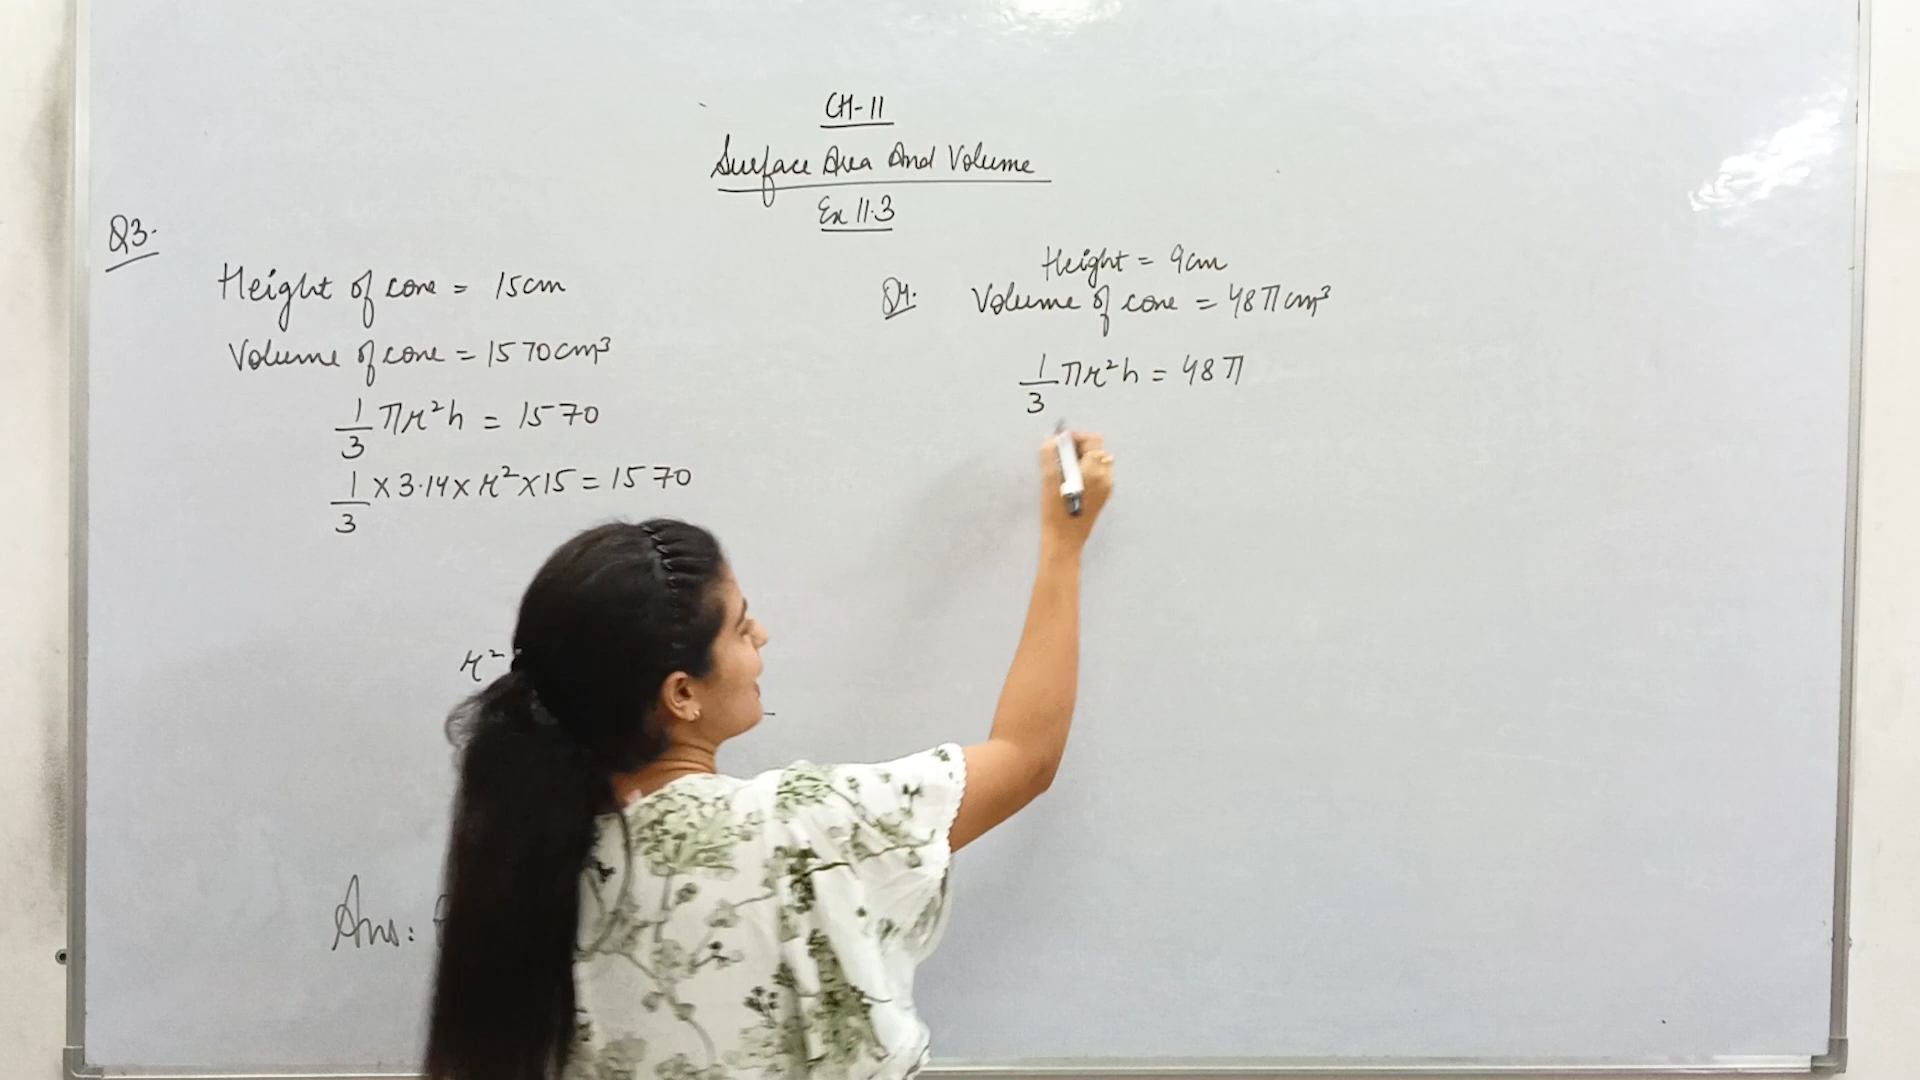 CH-11
Surface Area And Volume
Ex 11.3
Q3.
Height of cone = 15cm
Volume of cone = 1570cm³
1/3 πr²h = 1570
1/3 × 3.14 × r² × 15 = 1570
r²
Ans:
Height = 9cm
Q4. Volume of cone = 48πcm³
1/3 πr²h = 48π